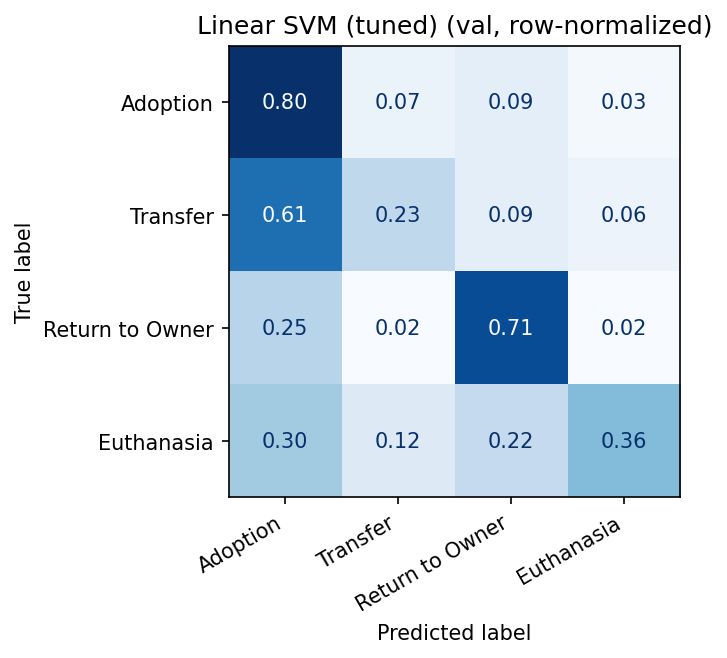 Linear SVM (tuned) (val, row-normalized)
True label
Adoption 0.80 0.07 0.09 0.03
Transfer 0.61 0.23 0.09 0.06
Return to Owner 0.25 0.02 0.71 0.02
Euthanasia 0.30 0.12 0.22 0.36
Adoption Transfer Return to Owner Euthanasia
Predicted label